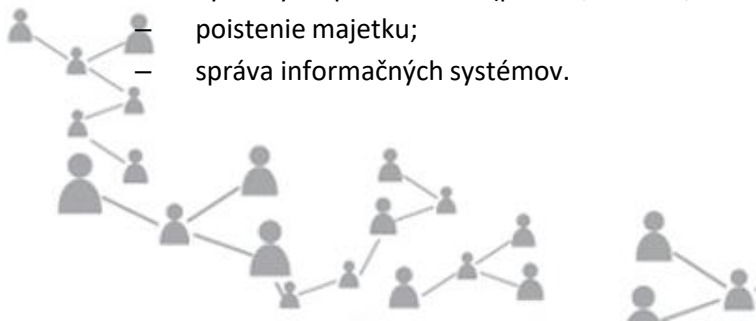 – poistenie majetku;
– správa informačných systémov.